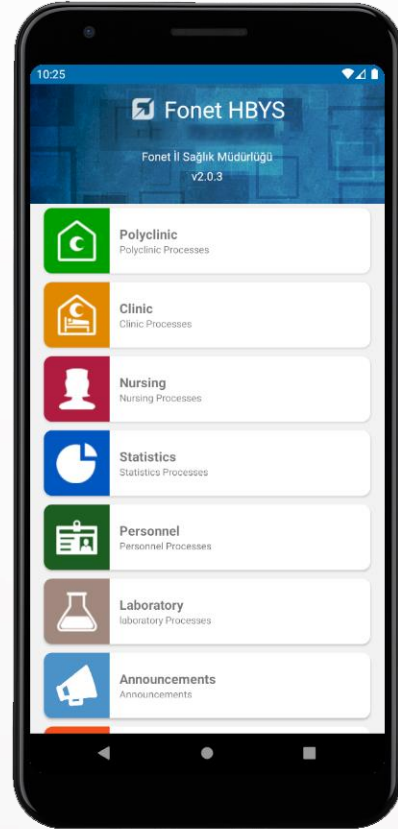 10:25
Fonet HBYS
Fonet İl Sağlık Müdürlüğü
v2.0.3
Polyclinic
Polyclinic Processes
Clinic
Clinic Processes
Nursing
Nursing Processes
Statistics
Statistics Processes
Personnel
Personnel Processes
Laboratory
laboratory Processes
Announcements
Announcements